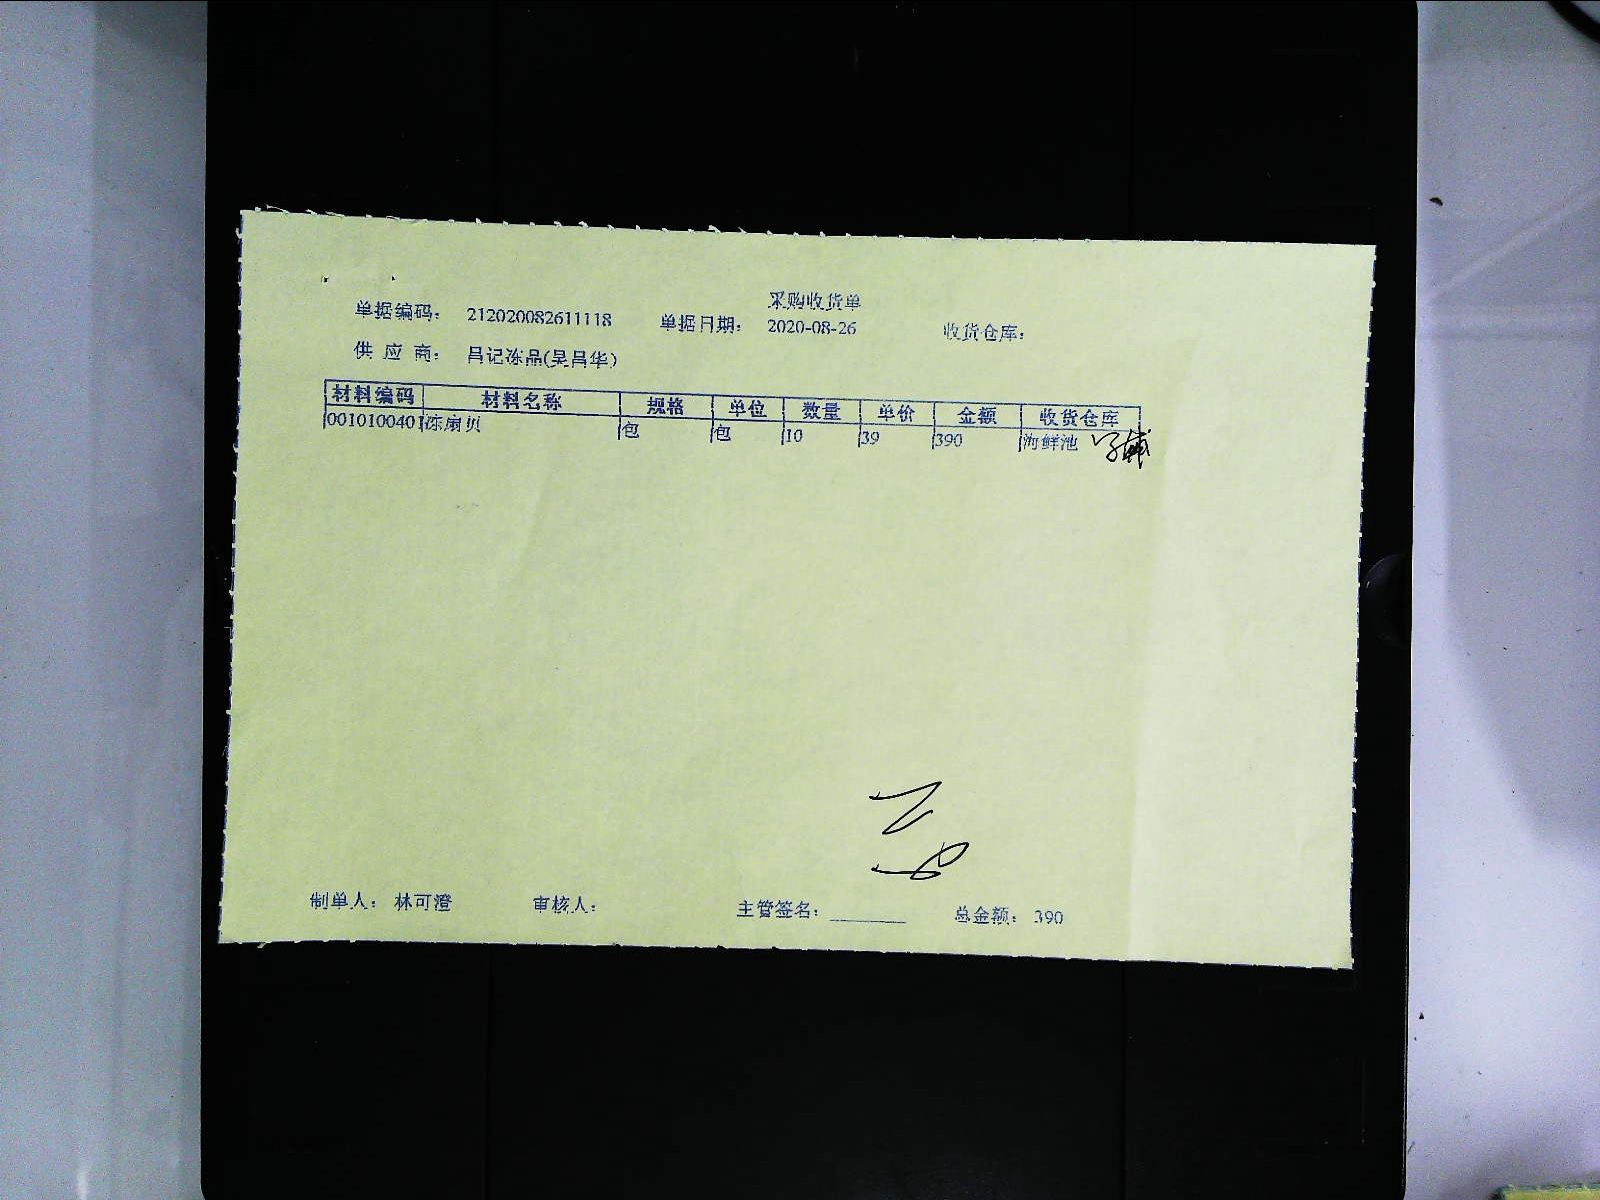 采购收货单
单据编码： 212020082611118 单据日期： 2020-08-26 收货仓库：
供 应 商： 吕记冻品(吴昌华)
材料编码 材料名称 规格 单位 数量 单价 金额 收货仓库
0010100401 冻扇贝 包 包 10 39 390 海鲜池
制单人： 林可澄 审核人： 主管签名：________ 总金额： 390